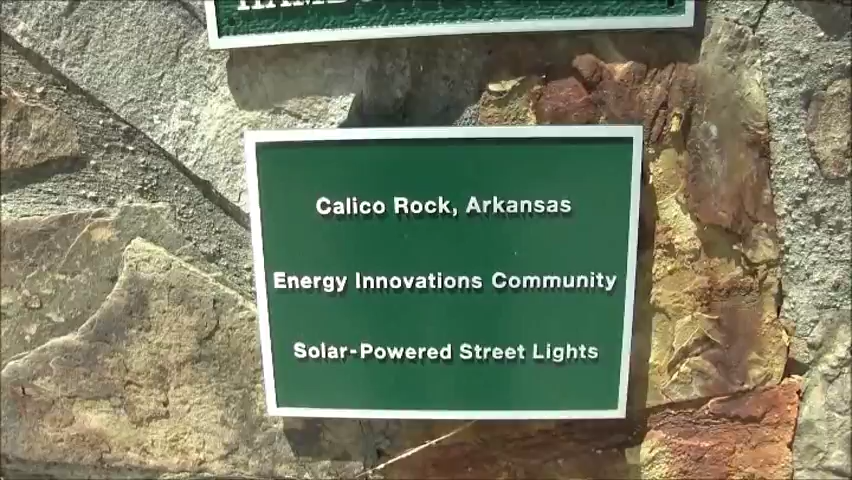 Calico Rock, Arkansas
Energy Innovations Community
Solar-Powered Street Lights